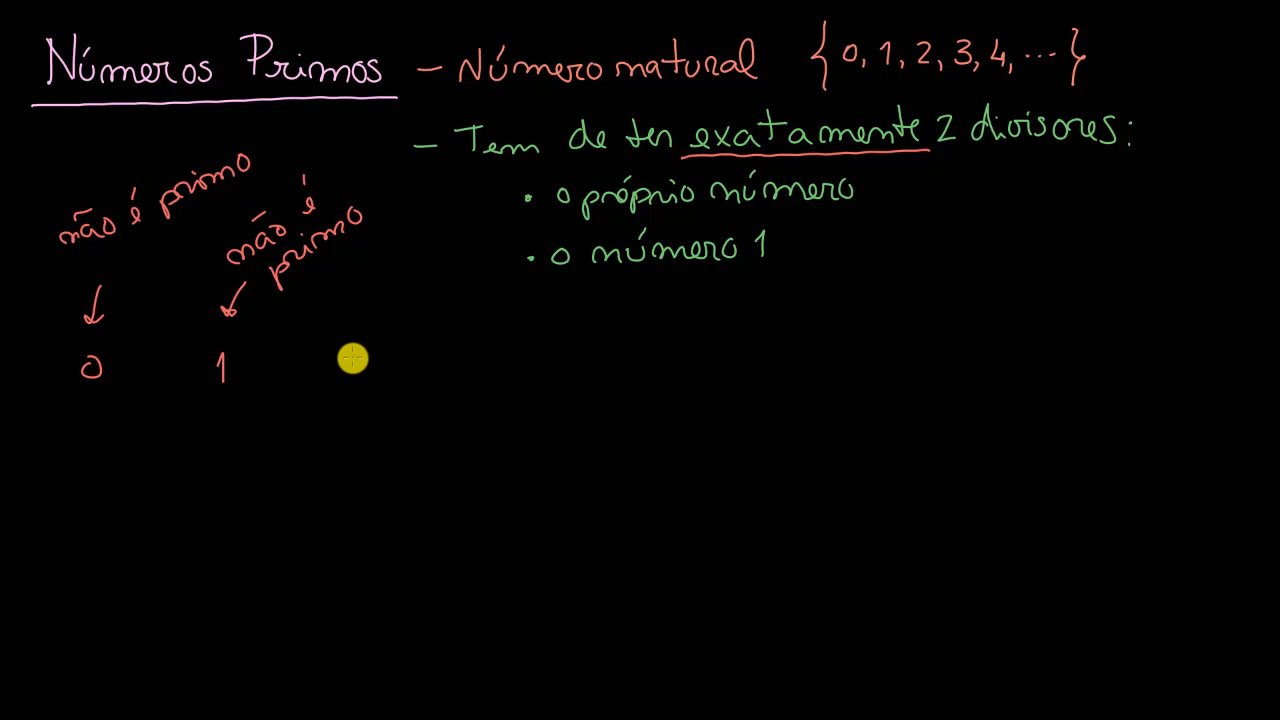 Números Primos - Número natural {0, 1, 2, 3, 4, ...}
- Tem de ter exatamente 2 divisores:
• o próprio número
• o número 1
não é primo
não é
primo
0 1